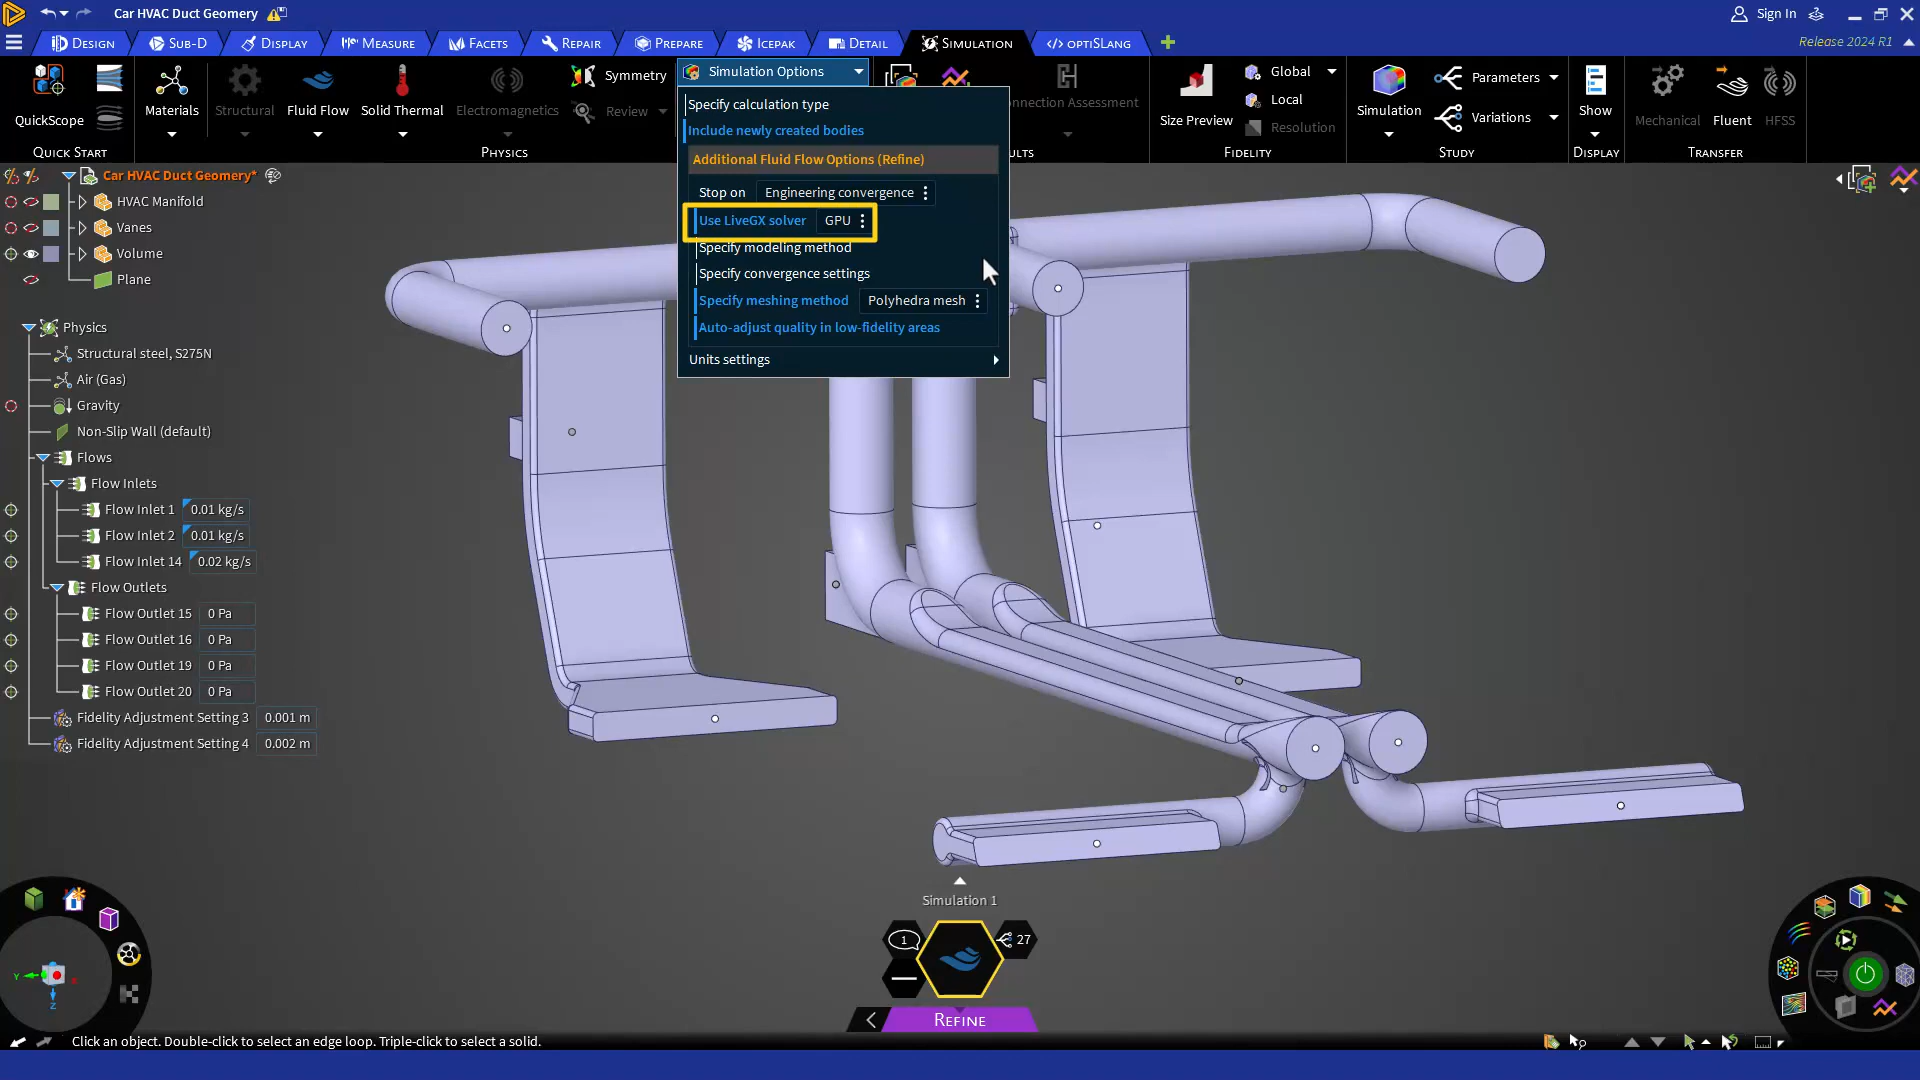 Car HVAC Duct Geometry
Sign In
DESIGN
SUB-D
DISPLAY
MEASURE
FACETS
REPAIR
PREPARE
ICEPAK
DETAIL
SIMULATION
OPTISLANG
Release 2024 R1
QuickScope
Quick Start
Materials
Structural
Fluid Flow
Solid Thermal
Electromagnetics
Symmetry
Review
Physics
Simulation Options
onnection Assessment
ULTS
Size Preview
Global
Local
Resolution
Fidelity
Simulation
Parameters
Variations
Study
Show
Display
Mechanical
Fluent
HFSS
Transfer
Specify calculation type
Include newly created bodies
Additional Fluid Flow Options (Refine)
Stop on Engineering convergence
Use LiveGX solver GPU
Specify modeling method
Specify convergence settings
Specify meshing method Polyhedra mesh
Auto-adjust quality in low-fidelity areas
Units settings
Car HVAC Duct Geometry*
HVAC Manifold
Vanes
Volume
Plane
Physics
Structural steel, S275N
Air (Gas)
Gravity
Non-Slip Wall (default)
Flows
Flow Inlets
Flow Inlet 1 0.01 kg/s
Flow Inlet 2 0.01 kg/s
Flow Inlet 14 0.02 kg/s
Flow Outlets
Flow Outlet 15 0 Pa
Flow Outlet 16 0 Pa
Flow Outlet 19 0 Pa
Flow Outlet 20 0 Pa
Fidelity Adjustment Setting 3 0.001 m
Fidelity Adjustment Setting 4 0.002 m
Simulation 1
1
27
REFINE
Y
Z
Click an object. Double-click to select an edge loop. Triple-click to select a solid.